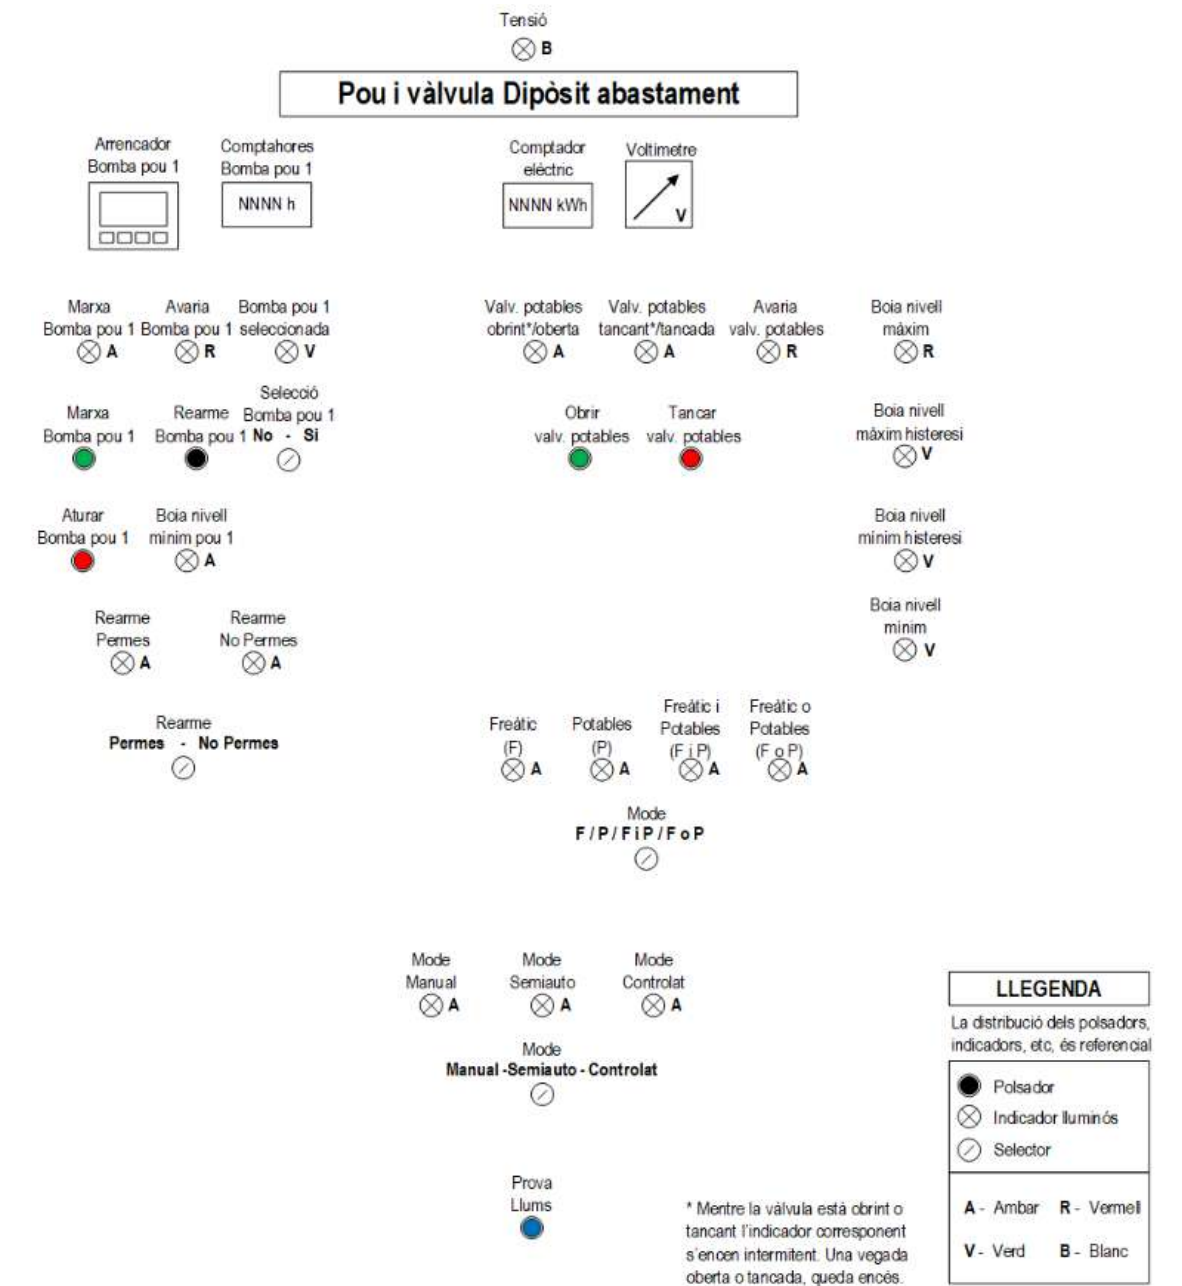 Tensió
B
Pou i vàlvula Dipòsit abastament
Arrencador
Bomba pou 1
Comptahores
Bomba pou 1
NNNN h
Comptador
elèctric
NNNN kWh
Voltimetre
V
Marxa
Bomba pou 1
A
Avaria
Bomba pou 1
R
Bomba pou 1
seleccionada
V
Valv. potables
obrint*/oberta
A
Valv. potables
tancant*/tancada
A
Avaria
valv. potables
R
Boia nivell
màxim
R
Marxa
Bomba pou 1
Rearme
Bomba pou 1
Selecció
Bomba pou 1
No - Si
Obrir
valv. potables
Tancar
valv. potables
Boia nivell
màxim histeresi
V
Aturar
Bomba pou 1
Boia nivell
minim pou 1
A
Boia nivell
minim histeresi
V
Boia nivell
minim
V
Rearme
Permes
A
Rearme
No Permes
A
Rearme
Permes - No Permes
Freàtic
(F)
A
Potables
(P)
A
Freàtic i
Potables
(F i P)
A
Freàtic o
Potables
(F o P)
A
Mode
F / P / F i P / F o P
Mode
Manual
A
Mode
Semiauto
A
Mode
Controlat
A
Mode
Manual -Semiauto - Controlat
Prova
Llums
* Mentre la vàlvula està obrint o
tancant l'indicador corresponent
s'encen intermitent. Una vegada
oberta o tancada, queda encès.
LLEGENDA
La distribució dels polsadors,
indicadors, etc, és referencial
Polsador
Indicador lluminós
Selector
A - Ambar R - Vermell
V - Verd B - Blanc